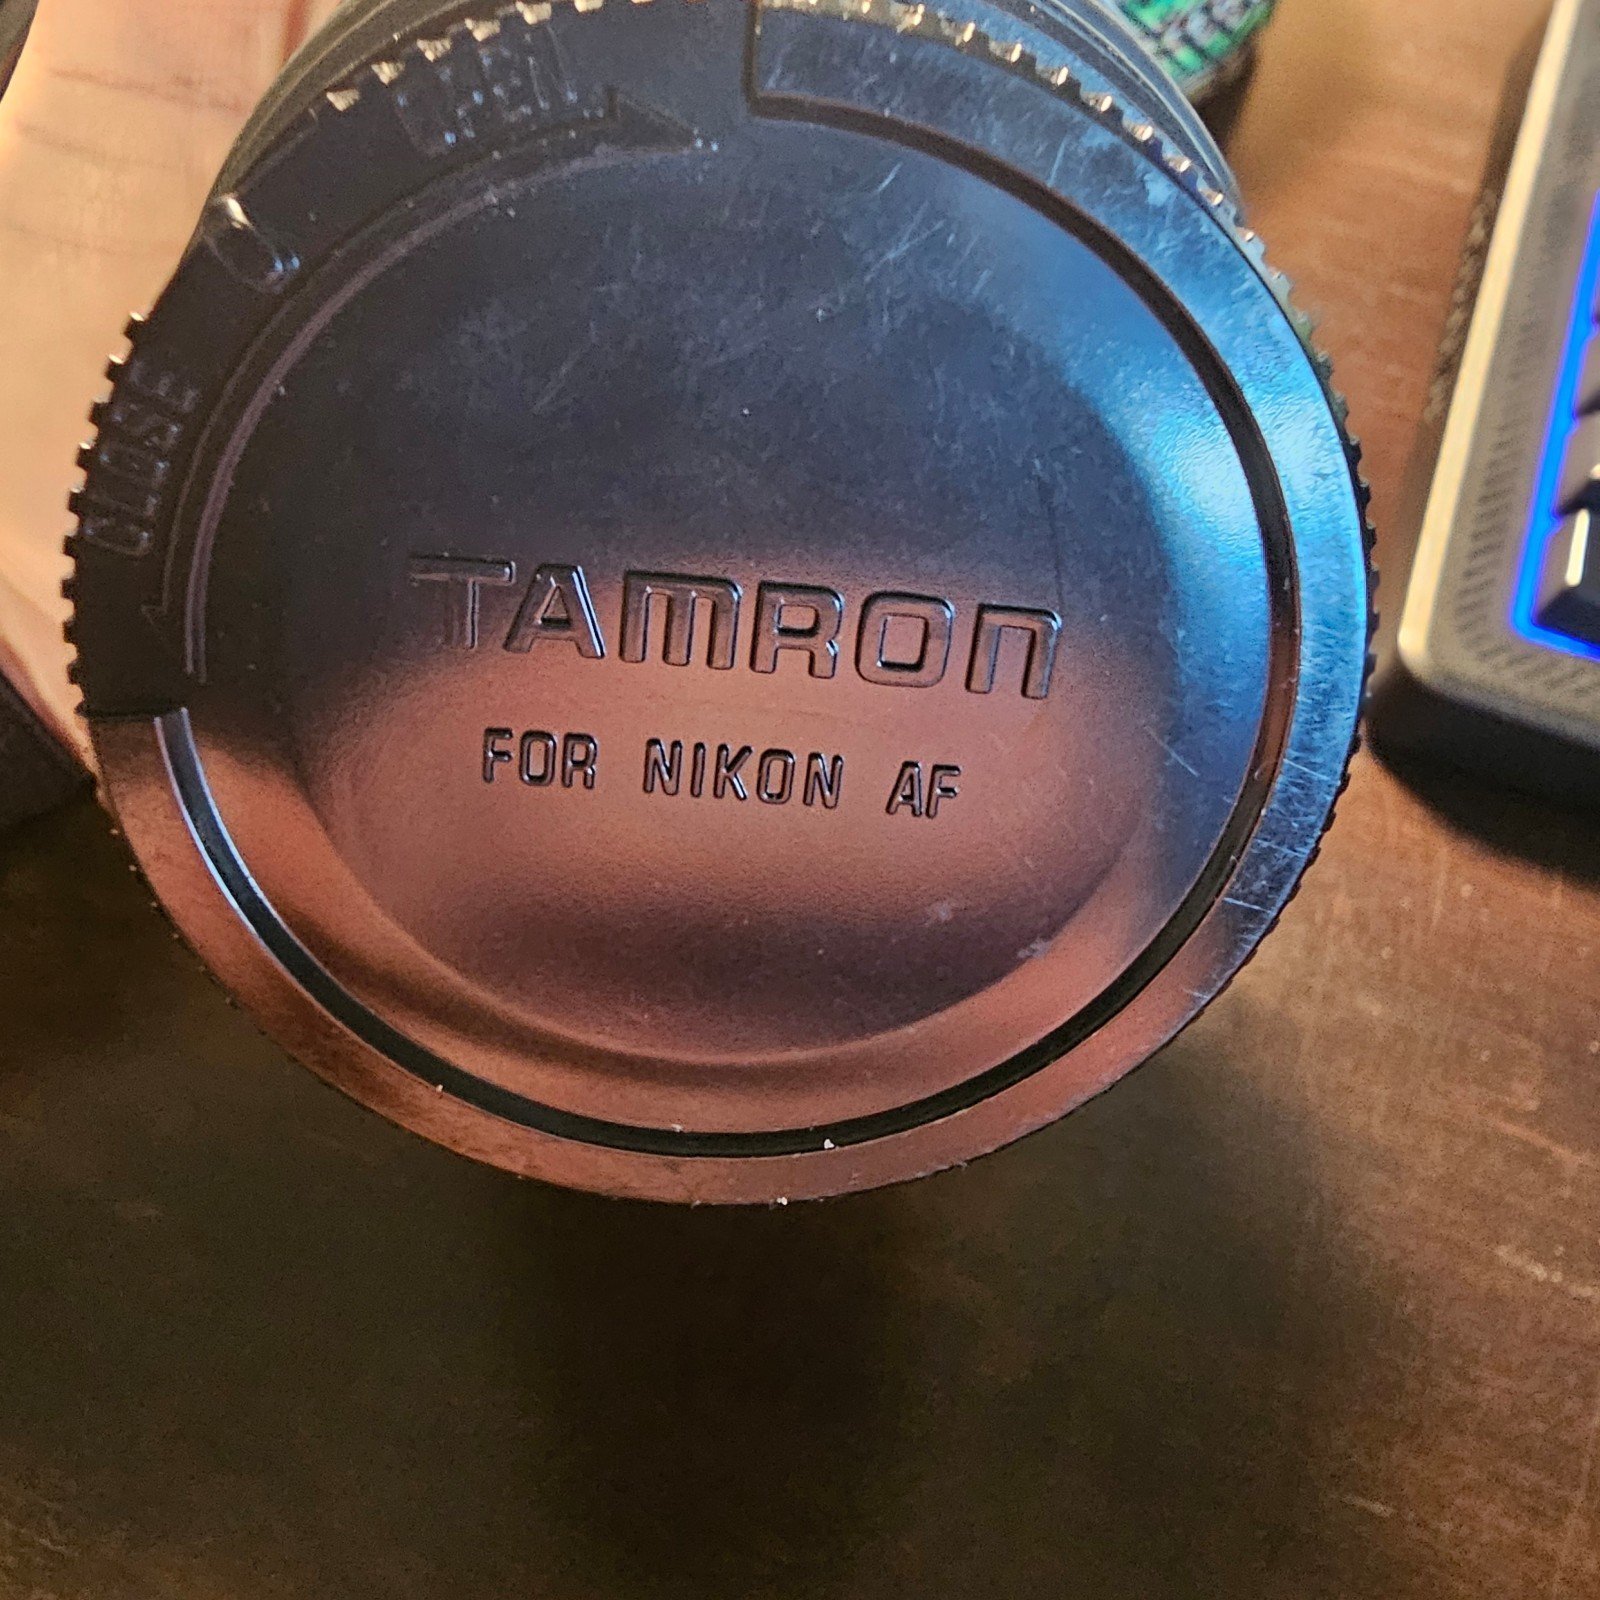 OPEN
CLOSE
TAMRON
FOR NIKON AF